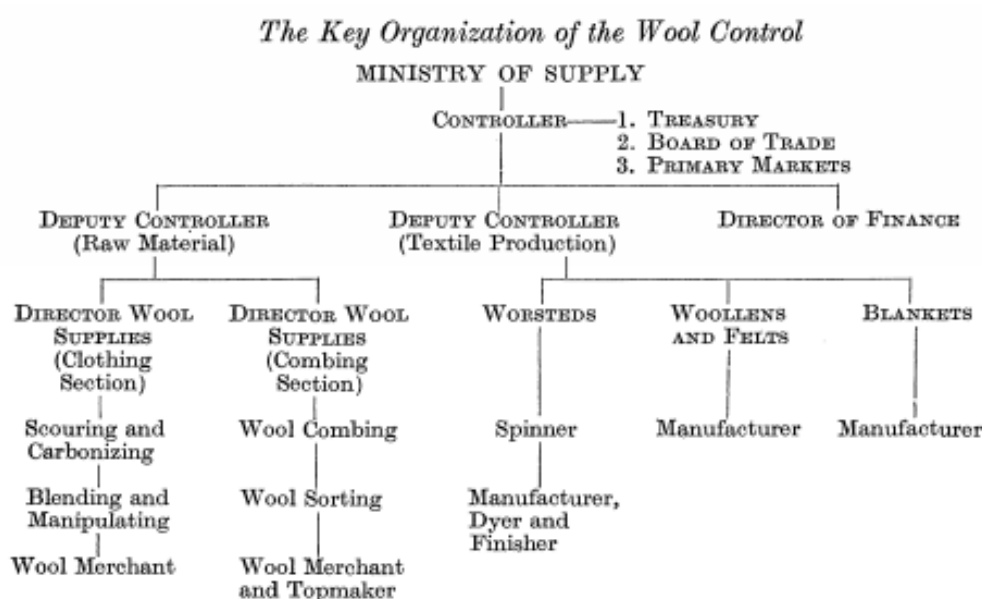 The Key Organization of the Wool Control
MINISTRY OF SUPPLY
CONTROLLER 1. TREASURY
2. BOARD OF TRADE
3. PRIMARY MARKETS
DEPUTY CONTROLLER
(Raw Material)
DEPUTY CONTROLLER
(Textile Production)
DIRECTOR OF FINANCE
DIRECTOR WOOL
SUPPLIES
(Clothing
Section)
DIRECTOR WOOL
SUPPLIES
(Combing
Section)
WORSTEDS
WOOLLENS
AND FELTS
BLANKETS
Scouring and
Carbonizing
Wool Combing
Spinner
Manufacturer
Manufacturer
Blending and
Manipulating
Wool Sorting
Manufacturer,
Dyer and
Finisher
Wool Merchant
Wool Merchant
and Topmaker